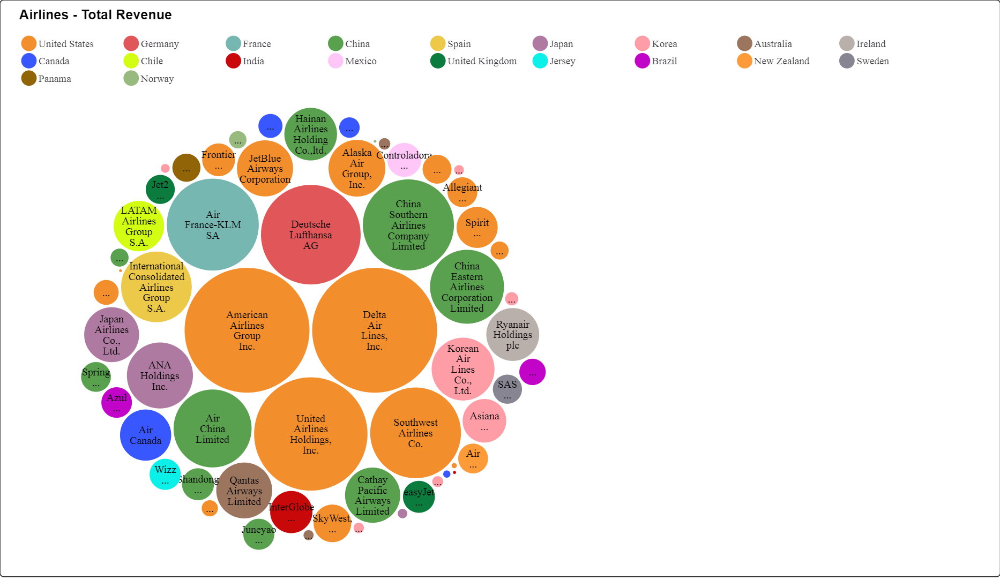 Airlines - Total Revenue
United States
Germany
France
China
Spain
Japan
Korea
Australia
Ireland
Canada
Chile
India
Mexico
United Kingdom
Jersey
Brazil
New Zealand
Sweden
Panama
Norway
...
Hainan
Airlines
Holding
Co.,ltd.
...
...
...
Frontier
...
JetBlue
Airways
Corporation
Alaska
Air
Group,
Inc.
Controladora
...
...
...
...
Jet2
...
Allegiant
...
LATAM
Airlines
Group
S.A.
Air
France-KLM
SA
Deutsche
Lufthansa
AG
China
Southern
Airlines
Company
Limited
Spirit
...
...
...
International
Consolidated
Airlines
Group
S.A.
China
Eastern
Airlines
Corporation
Limited
...
...
Japan
Airlines
Co.,
Ltd.
American
Airlines
Group
Inc.
Delta
Air
Lines,
Inc.
Ryanair
Holdings
plc
Spring
...
ANA
Holdings
Inc.
Korean
Air
Lines
Co.,
Ltd.
...
SAS
...
Azul
...
Air
Canada
Air
China
Limited
United
Airlines
Holdings,
Inc.
Southwest
Airlines
Co.
Asiana
...
Air
...
Wizz
...
Shandong
...
Qantas
Airways
Limited
Cathay
Pacific
Airways
Limited
...
easyJet
...
...
InterGlobe
...
SkyWest,
...
...
Juneyao
...
...